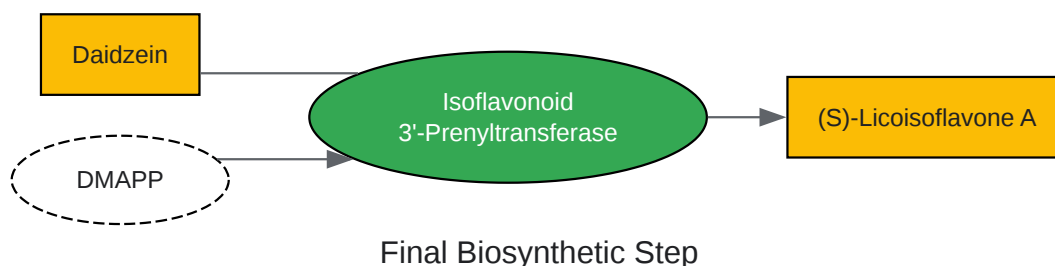 Daidzein
DMAPP
Isoflavonoid
3'-Prenyltransferase
(S)-Licoisoflavone A
Final Biosynthetic Step